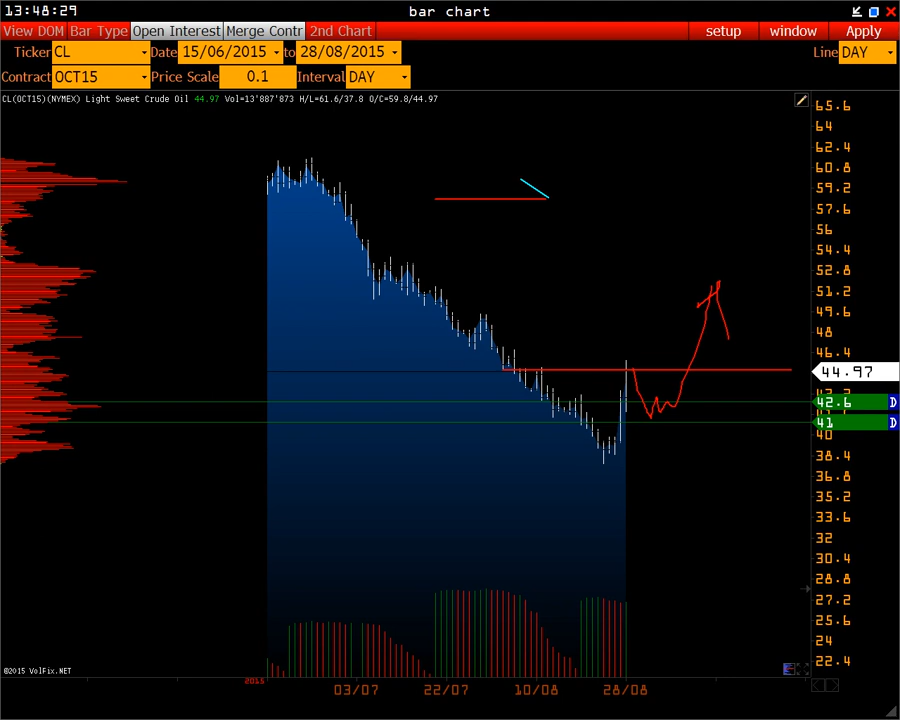 13:48:29 bar chart
View DOM Bar Type Open Interest Merge Contr 2nd Chart setup window Apply
Ticker CL Date 15/06/2015 to 28/08/2015 Line DAY
Contract OCT15 Price Scale 0.1 Interval DAY
CL(OCT15)(NYMEX) Light Sweet Crude Oil 44.97 Vol=13'887'873 H/L=61.6/37.8 O/C=59.8/44.97
65.6
64
62.4
60.8
59.2
57.6
56
54.4
52.8
51.2
49.6
48
46.4
44.97
42.6 D
41 D
40
38.4
36.8
35.2
33.6
32
30.4
28.8
27.2
25.6
24
22.4
©2015 VolFix.NET
2015 03/07 22/07 10/08 28/08